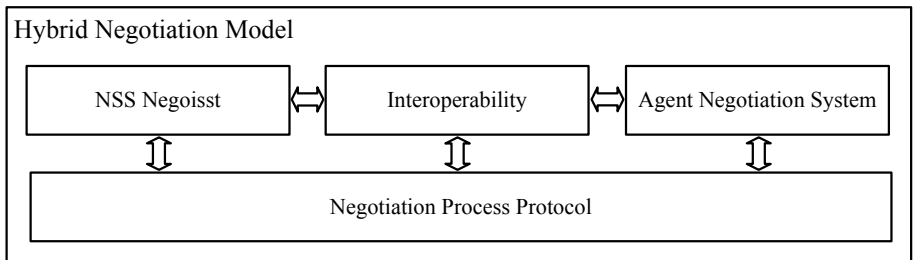 Hybrid Negotiation Model
NSS Negoisst
Interoperability
Agent Negotiation System
Negotiation Process Protocol